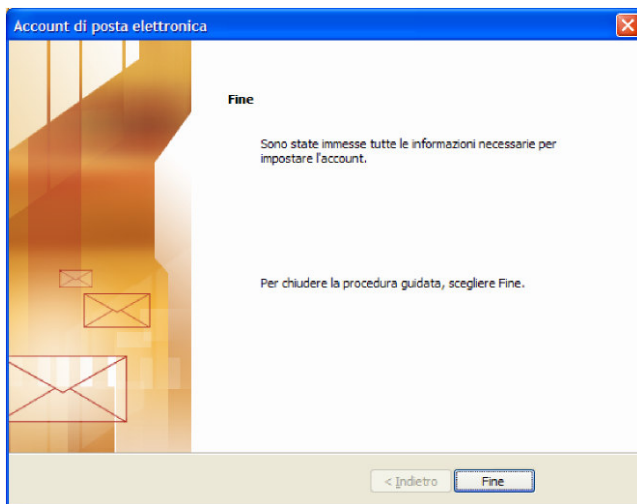 Account di posta elettronica
Fine
Sono state immesse tutte le informazioni necessarie per
impostare l'account.
Per chiudere la procedura guidata, scegliere Fine.
< Indietro
Fine